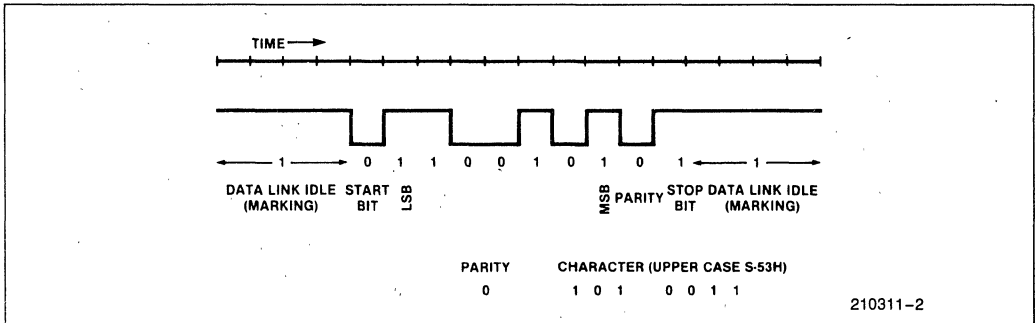 TIME
1 0 1 1 0 0 1 0 1 0 1 1
DATA LINK IDLE (MARKING)
START BIT
LSB
MSB
PARITY
STOP BIT
DATA LINK IDLE (MARKING)
PARITY CHARACTER (UPPER CASE S-53H)
0 1 0 1 0 0 1 1
210311-2